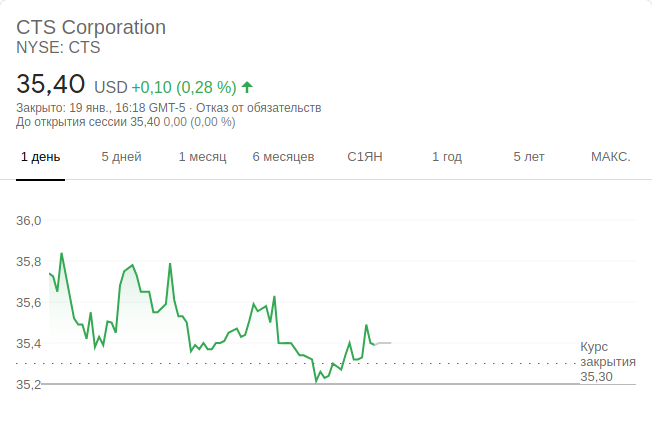 CTS Corporation
NYSE: CTS
35,40 USD +0,10 (0,28 %)
Закрыто: 19 янв., 16:18 GMT-5 · Отказ от обязательств
До открытия сессии 35,40 0,00 (0,00 %)
1 день 5 дней 1 месяц 6 месяцев С1ЯН 1 год 5 лет МАКС.
36,0
35,8
35,6
35,4
Курс
закрытия
35,30
35,2